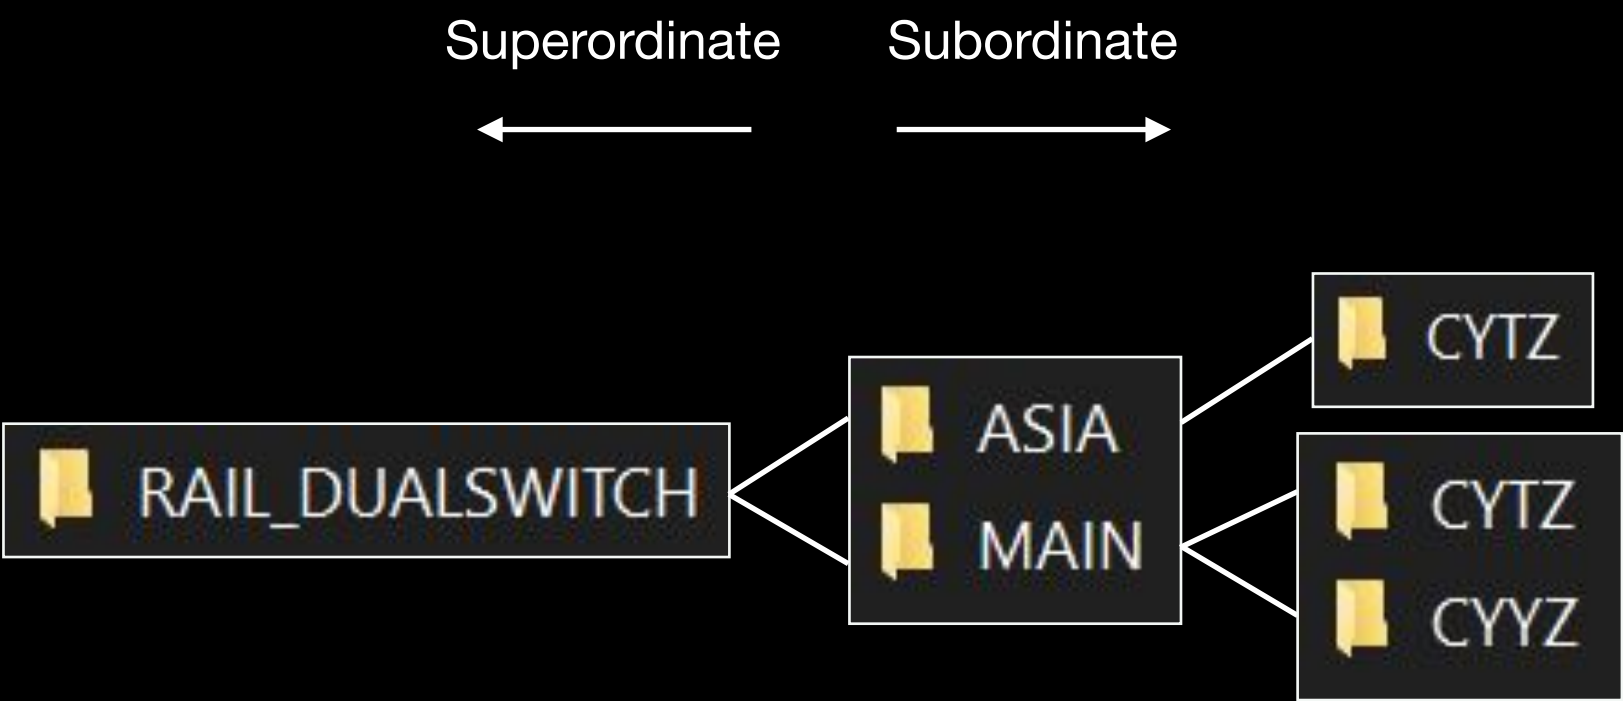 Superordinate
Subordinate
RAIL_DUALSWITCH
ASIA
MAIN
CYTZ
CYTZ
CYYZ